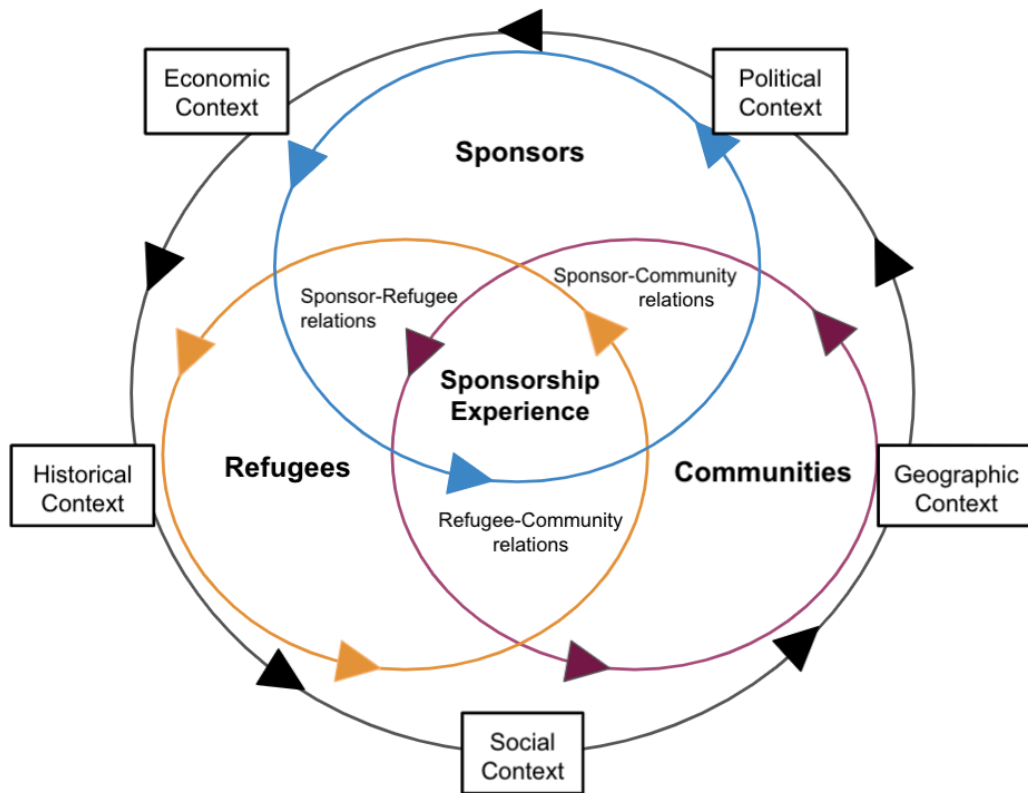 Economic
Context
Political
Context
Sponsors
Sponsor-Refugee
relations
Sponsor-Community
relations
Sponsorship
Experience
Refugees
Communities
Historical
Context
Geographic
Context
Refugee-Community
relations
Social
Context